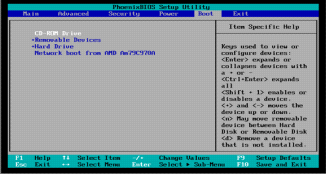 PhoenixBIOS Setup Utility
Main Advanced Security Power Boot Exit
CD-ROM Drive
+Removable Devices
+Hard Drive
Network boot from AMD Am79C970A
Item Specific Help
Keys used to view or
configure devices:
<Enter> expands or
collapses devices with
a + or -
<Ctrl+Enter> expands
all
<Shift + 1> enables or
disables a device.
<+> and <-> moves the
device up or down.
<n> May move removable
device between Hard
Disk or Removable Disk
<d> Remove a device
that is not installed.
F1 Help ↑↓ Select Item -/+ Change Values F9 Setup Defaults
Esc Exit ↔ Select Menu Enter Select ▸ Sub-Menu F10 Save and Exit